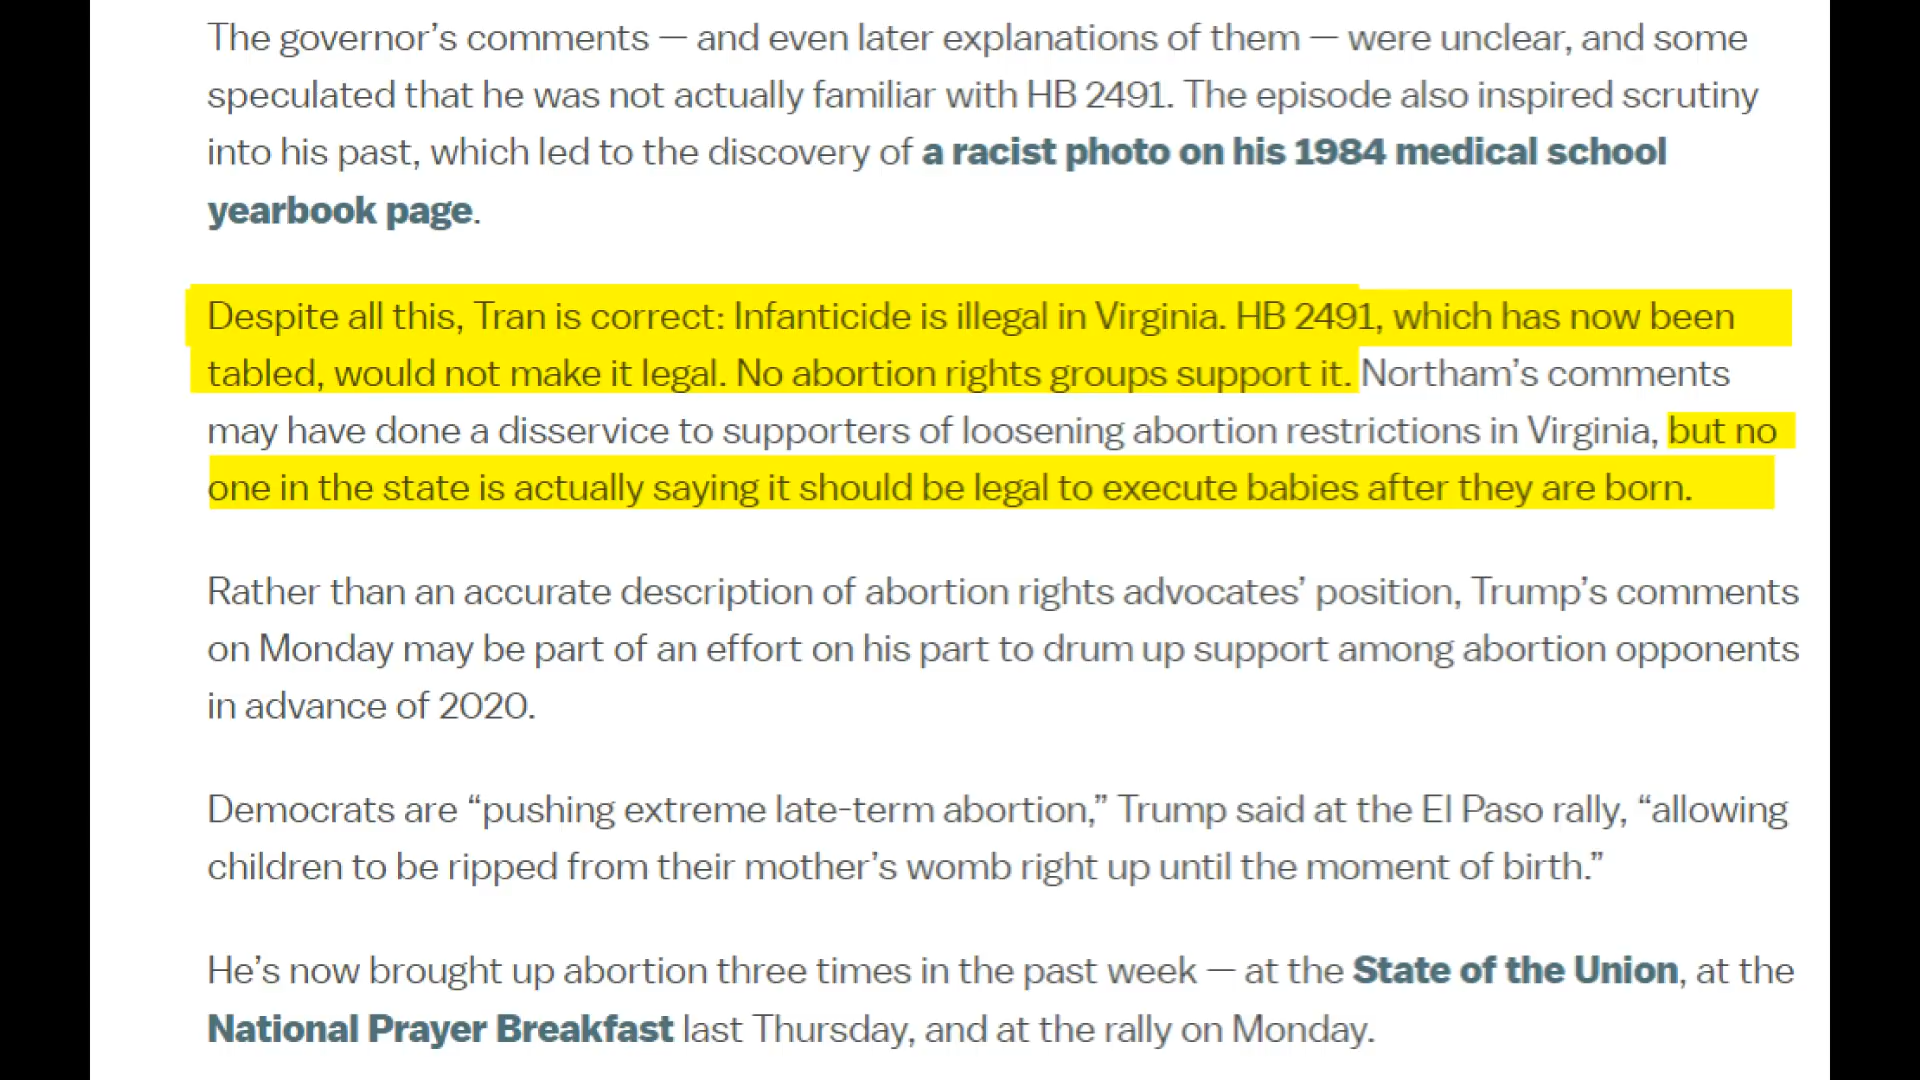 The governor’s comments — and even later explanations of them — were unclear, and some
speculated that he was not actually familiar with HB 2491. The episode also inspired scrutiny
into his past, which led to the discovery of a racist photo on his 1984 medical school
yearbook page.
Despite all this, Tran is correct: Infanticide is illegal in Virginia. HB 2491, which has now been
tabled, would not make it legal. No abortion rights groups support it. Northam’s comments
may have done a disservice to supporters of loosening abortion restrictions in Virginia, but no
one in the state is actually saying it should be legal to execute babies after they are born.
Rather than an accurate description of abortion rights advocates’ position, Trump’s comments
on Monday may be part of an effort on his part to drum up support among abortion opponents
in advance of 2020.
Democrats are “pushing extreme late-term abortion,” Trump said at the El Paso rally, “allowing
children to be ripped from their mother’s womb right up until the moment of birth.”
He’s now brought up abortion three times in the past week — at the State of the Union, at the
National Prayer Breakfast last Thursday, and at the rally on Monday.